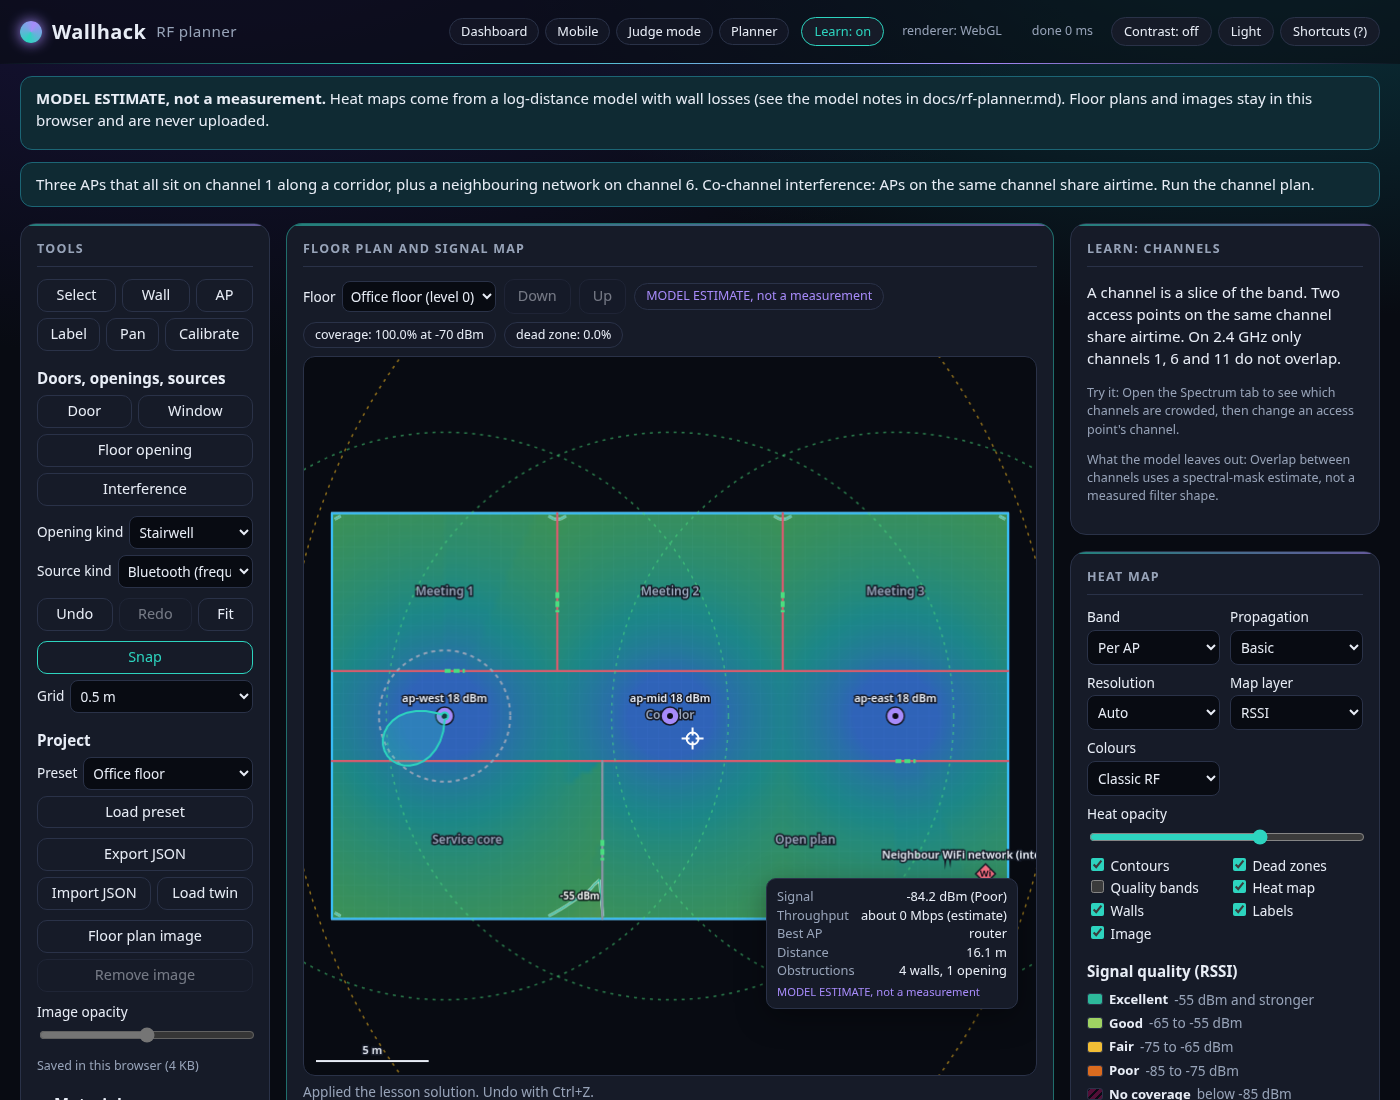 Wallhack RF planner
Dashboard
Mobile
Judge mode
Planner
Learn: on
renderer: WebGL
done 0 ms
Contrast: off
Light
Shortcuts (?)
MODEL ESTIMATE, not a measurement. Heat maps come from a log-distance model with wall losses (see the model notes in docs/rf-planner.md). Floor plans and images stay in this
browser and are never uploaded.
Three APs that all sit on channel 1 along a corridor, plus a neighbouring network on channel 6. Co-channel interference: APs on the same channel share airtime. Run the channel plan.
TOOLS
Select
Wall
AP
Label
Pan
Calibrate
Doors, openings, sources
Door
Window
Floor opening
Interference
Opening kind
Stairwell
Source kind
Bluetooth (frequ
Undo
Redo
Fit
Snap
Grid
0.5 m
Project
Preset
Office floor
Load preset
Export JSON
Import JSON
Load twin
Floor plan image
Remove image
Image opacity
Saved in this browser (4 KB)
FLOOR PLAN AND SIGNAL MAP
Floor
Office floor (level 0)
Down
Up
MODEL ESTIMATE, not a measurement
coverage: 100.0% at -70 dBm
dead zone: 0.0%
Meeting 1
Meeting 2
Meeting 3
ap-west 18 dBm
ap-mid 18 dBm
ap-east 18 dBm
Service core
Open plan
Neighbour WiFi network (inte
Wi
-55 dBm
Signal -84.2 dBm (Poor)
Throughput about 0 Mbps (estimate)
Best AP router
Distance 16.1 m
Obstructions 4 walls, 1 opening
MODEL ESTIMATE, not a measurement
5 m
Applied the lesson solution. Undo with Ctrl+Z.
LEARN: CHANNELS
A channel is a slice of the band. Two
access points on the same channel
share airtime. On 2.4 GHz only
channels 1, 6 and 11 do not overlap.
Try it: Open the Spectrum tab to see which
channels are crowded, then change an access
point's channel.
What the model leaves out: Overlap between
channels uses a spectral-mask estimate, not a
measured filter shape.
HEAT MAP
Band
Propagation
Per AP
Basic
Resolution
Map layer
Auto
RSSI
Colours
Classic RF
Heat opacity
Contours
Dead zones
Quality bands
Heat map
Walls
Labels
Image
Signal quality (RSSI)
Excellent -55 dBm and stronger
Good -65 to -55 dBm
Fair -75 to -65 dBm
Poor -85 to -75 dBm
No coverage below -85 dBm